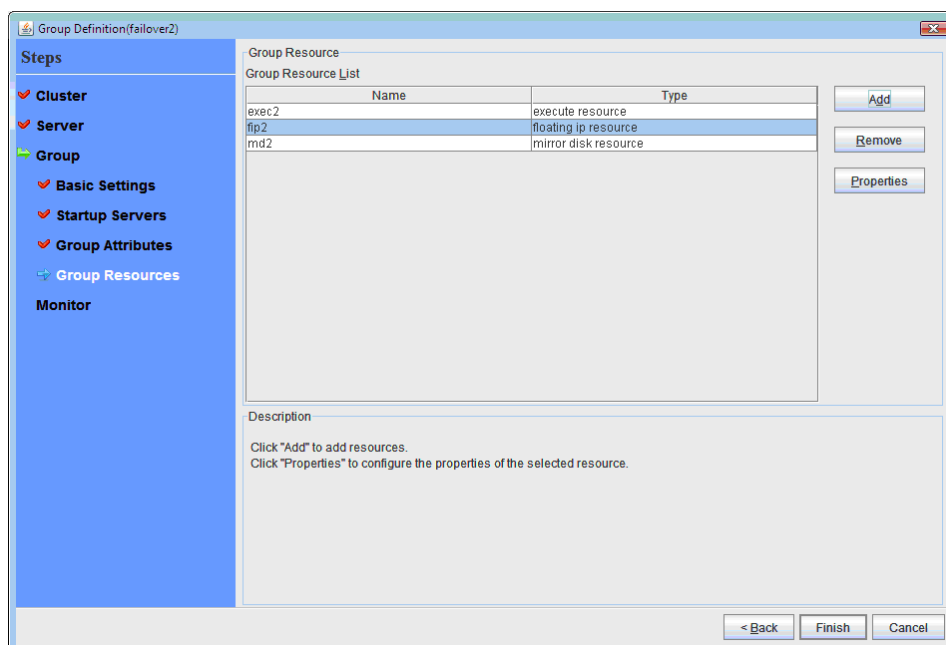 Group Definition(failover2)
Steps
Cluster
Server
Group
Basic Settings
Startup Servers
Group Attributes
Group Resources
Monitor
Group Resource
Group Resource List
Name Type
exec2 execute resource
fip2 floating ip resource
md2 mirror disk resource
Add
Remove
Properties
Description
Click "Add" to add resources.
Click "Properties" to configure the properties of the selected resource.
< Back Finish Cancel